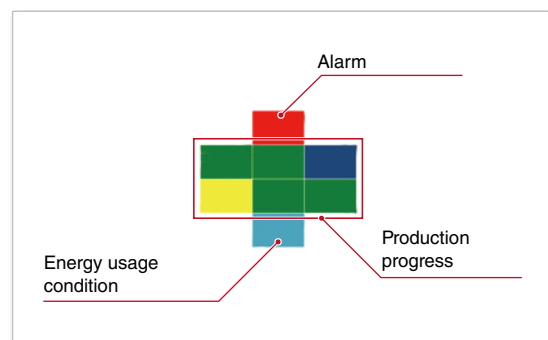 Alarm
Production
progress
Energy usage
condition